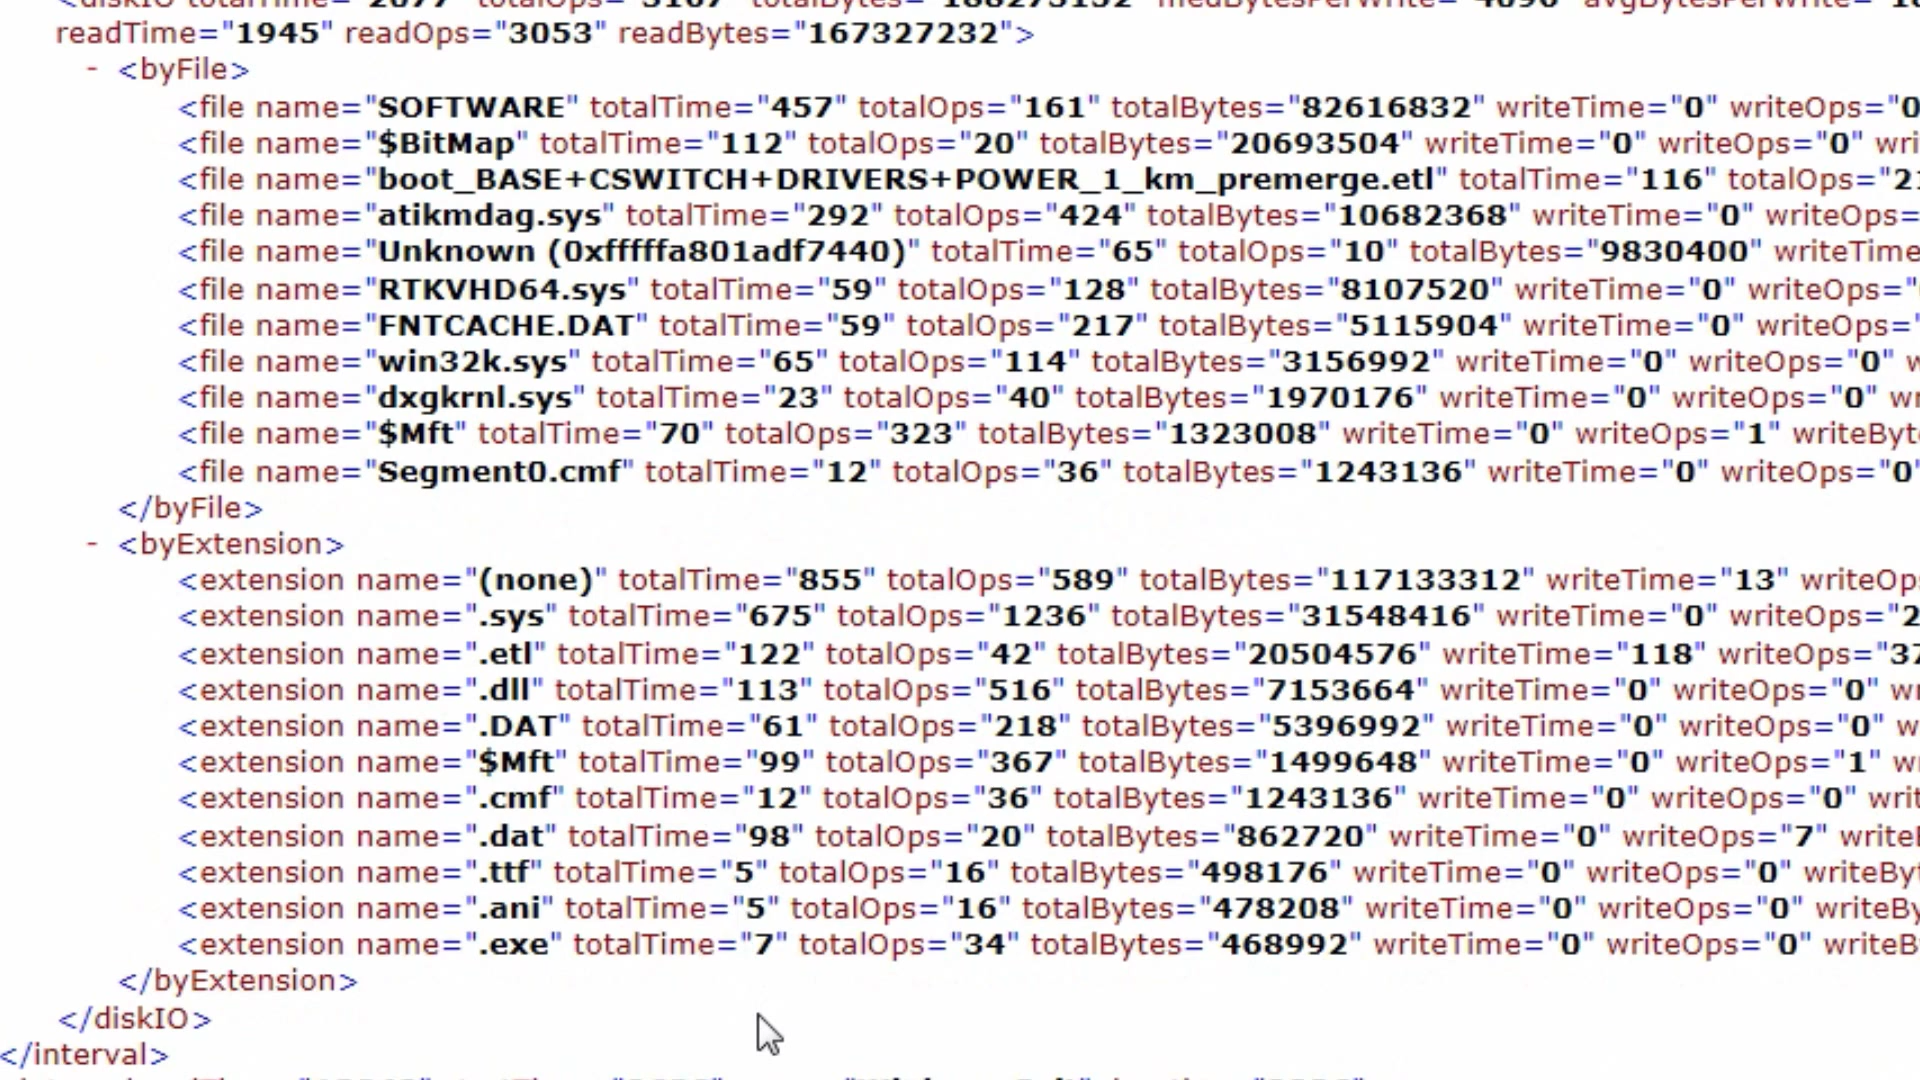 readTime="1945" readOps="3053" readBytes="167327232">
- <byFile>
<file name="SOFTWARE" totalTime="457" totalOps="161" totalBytes="82616832" writeTime="0" writeOps="0
<file name="$BitMap" totalTime="112" totalOps="20" totalBytes="20693504" writeTime="0" writeOps="0" wri
<file name="boot_BASE+CSWITCH+DRIVERS+POWER_1_km_premerge.etl" totalTime="116" totalOps="21
<file name="atikmdag.sys" totalTime="292" totalOps="424" totalBytes="10682368" writeTime="0" writeOps=
<file name="Unknown (0xfffffa801adf7440)" totalTime="65" totalOps="10" totalBytes="9830400" writeTime
<file name="RTKVHD64.sys" totalTime="59" totalOps="128" totalBytes="8107520" writeTime="0" writeOps="
<file name="FNTCACHE.DAT" totalTime="59" totalOps="217" totalBytes="5115904" writeTime="0" writeOps="
<file name="win32k.sys" totalTime="65" totalOps="114" totalBytes="3156992" writeTime="0" writeOps="0" w
<file name="dxgkrnl.sys" totalTime="23" totalOps="40" totalBytes="1970176" writeTime="0" writeOps="0" wr
<file name="$Mft" totalTime="70" totalOps="323" totalBytes="1323008" writeTime="0" writeOps="1" writeByt
<file name="Segment0.cmf" totalTime="12" totalOps="36" totalBytes="1243136" writeTime="0" writeOps="0"
</byFile>
- <byExtension>
<extension name="(none)" totalTime="855" totalOps="589" totalBytes="117133312" writeTime="13" writeOp
<extension name=".sys" totalTime="675" totalOps="1236" totalBytes="31548416" writeTime="0" writeOps="2
<extension name=".etl" totalTime="122" totalOps="42" totalBytes="20504576" writeTime="118" writeOps="37
<extension name=".dll" totalTime="113" totalOps="516" totalBytes="7153664" writeTime="0" writeOps="0" wr
<extension name=".DAT" totalTime="61" totalOps="218" totalBytes="5396992" writeTime="0" writeOps="0" w
<extension name="$Mft" totalTime="99" totalOps="367" totalBytes="1499648" writeTime="0" writeOps="1" w
<extension name=".cmf" totalTime="12" totalOps="36" totalBytes="1243136" writeTime="0" writeOps="0" writ
<extension name=".dat" totalTime="98" totalOps="20" totalBytes="862720" writeTime="0" writeOps="7" write
<extension name=".ttf" totalTime="5" totalOps="16" totalBytes="498176" writeTime="0" writeOps="0" writeByt
<extension name=".ani" totalTime="5" totalOps="16" totalBytes="478208" writeTime="0" writeOps="0" writeBy
<extension name=".exe" totalTime="7" totalOps="34" totalBytes="468992" writeTime="0" writeOps="0" writeB
</byExtension>
</diskIO>
</interval>